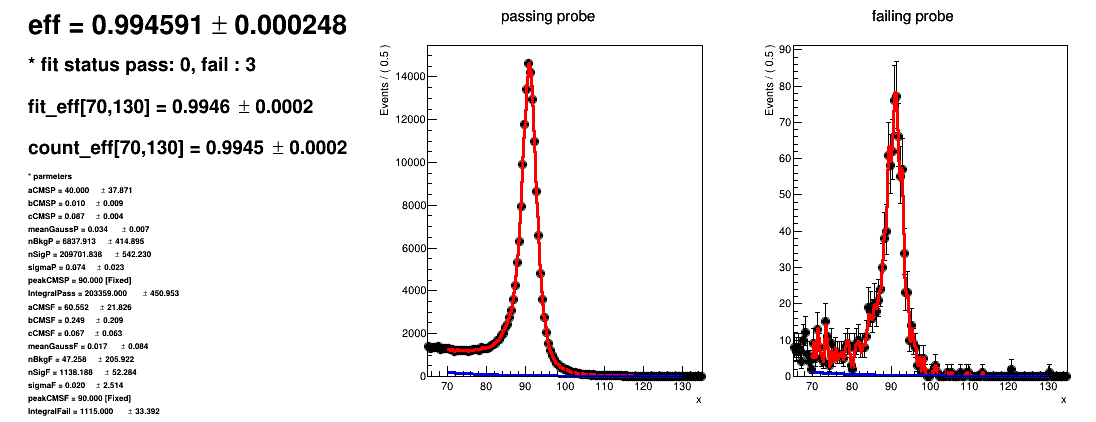 eff = 0.994591 ± 0.000248
* fit status pass: 0, fail : 3
fit_eff[70,130] = 0.9946 ± 0.0002
count_eff[70,130] = 0.9945 ± 0.0002
* parmeters
aCMSP = 40.000 ± 37.871
bCMSP = 0.010 ± 0.009
cCMSP = 0.087 ± 0.004
meanGaussP = 0.034 ± 0.007
nBkgP = 6837.913 ± 414.895
nSigP = 209701.838 ± 542.230
sigmaP = 0.074 ± 0.023
peakCMSP = 90.000 [Fixed]
IntegralPass = 203359.000 ± 450.953
aCMSF = 60.552 ± 21.826
bCMSF = 0.249 ± 0.209
cCMSF = 0.067 ± 0.063
meanGaussF = 0.017 ± 0.084
nBkgF = 47.258 ± 205.922
nSigF = 1138.188 ± 52.284
sigmaF = 0.020 ± 2.514
peakCMSF = 90.000 [Fixed]
IntegralFail = 1115.000 ± 33.392
passing probe
Events / ( 0.5 )
14000
12000
10000
8000
6000
4000
2000
0
70 80 90 100 110 120 130
x
failing probe
Events / ( 0.5 )
90
80
70
60
50
40
30
20
10
0
70 80 90 100 110 120 130
x